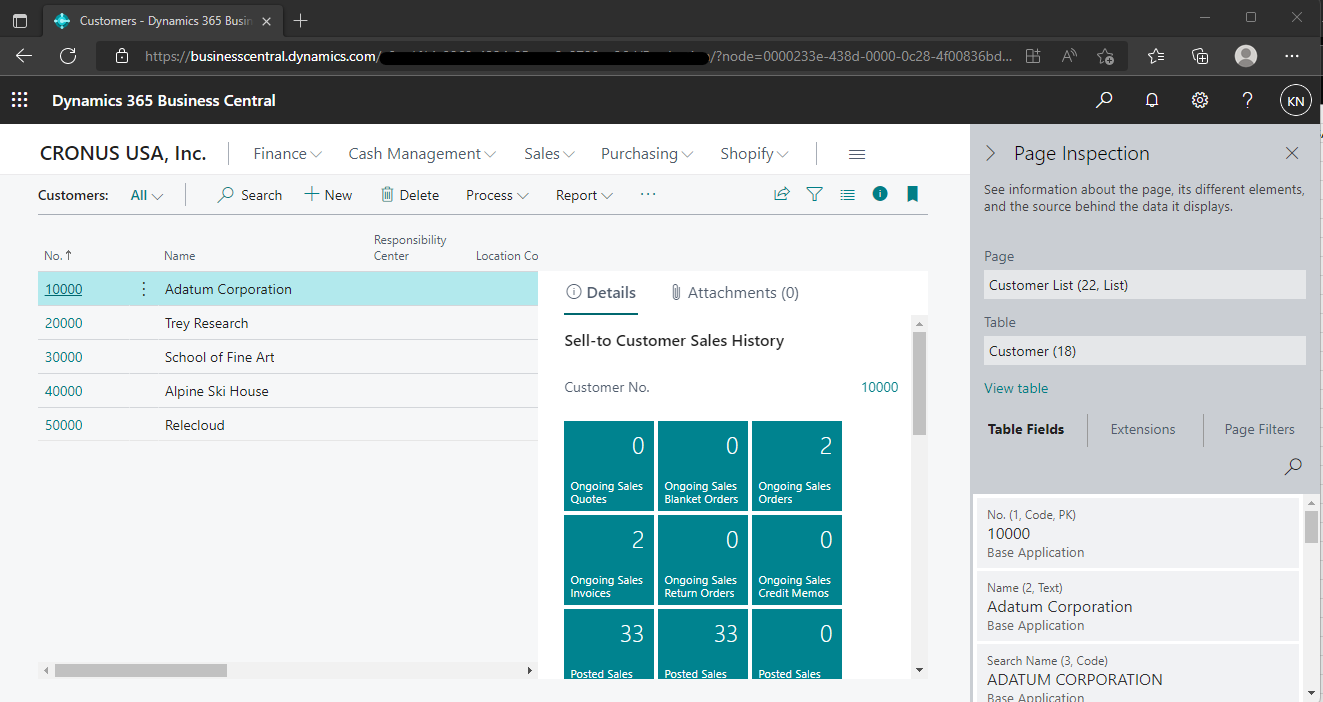 Customers - Dynamics 365 Busin
https://businesscentral.dynamics.com/
/?node=0000233e-438d-0000-0c28-4f00836bd...
Dynamics 365 Business Central
KN
CRONUS USA, Inc.
Finance
Cash Management
Sales
Purchasing
Shopify
Customers:
All
Search
New
Delete
Process
Report
No. ↑
Name
Responsibility
Center
Location Co
10000
Adatum Corporation
20000
Trey Research
30000
School of Fine Art
40000
Alpine Ski House
50000
Relecloud
Details
Attachments (0)
Sell-to Customer Sales History
Customer No.
10000
0
Ongoing Sales
Quotes
0
Ongoing Sales
Blanket Orders
2
Ongoing Sales
Orders
2
Ongoing Sales
Invoices
0
Ongoing Sales
Return Orders
0
Ongoing Sales
Credit Memos
33
Posted Sales
33
Posted Sales
0
Posted Sales
Page Inspection
See information about the page, its different elements,
and the source behind the data it displays.
Page
Customer List (22, List)
Table
Customer (18)
View table
Table Fields
Extensions
Page Filters
No. (1, Code, PK)
10000
Base Application
Name (2, Text)
Adatum Corporation
Base Application
Search Name (3, Code)
ADATUM CORPORATION
Base Application